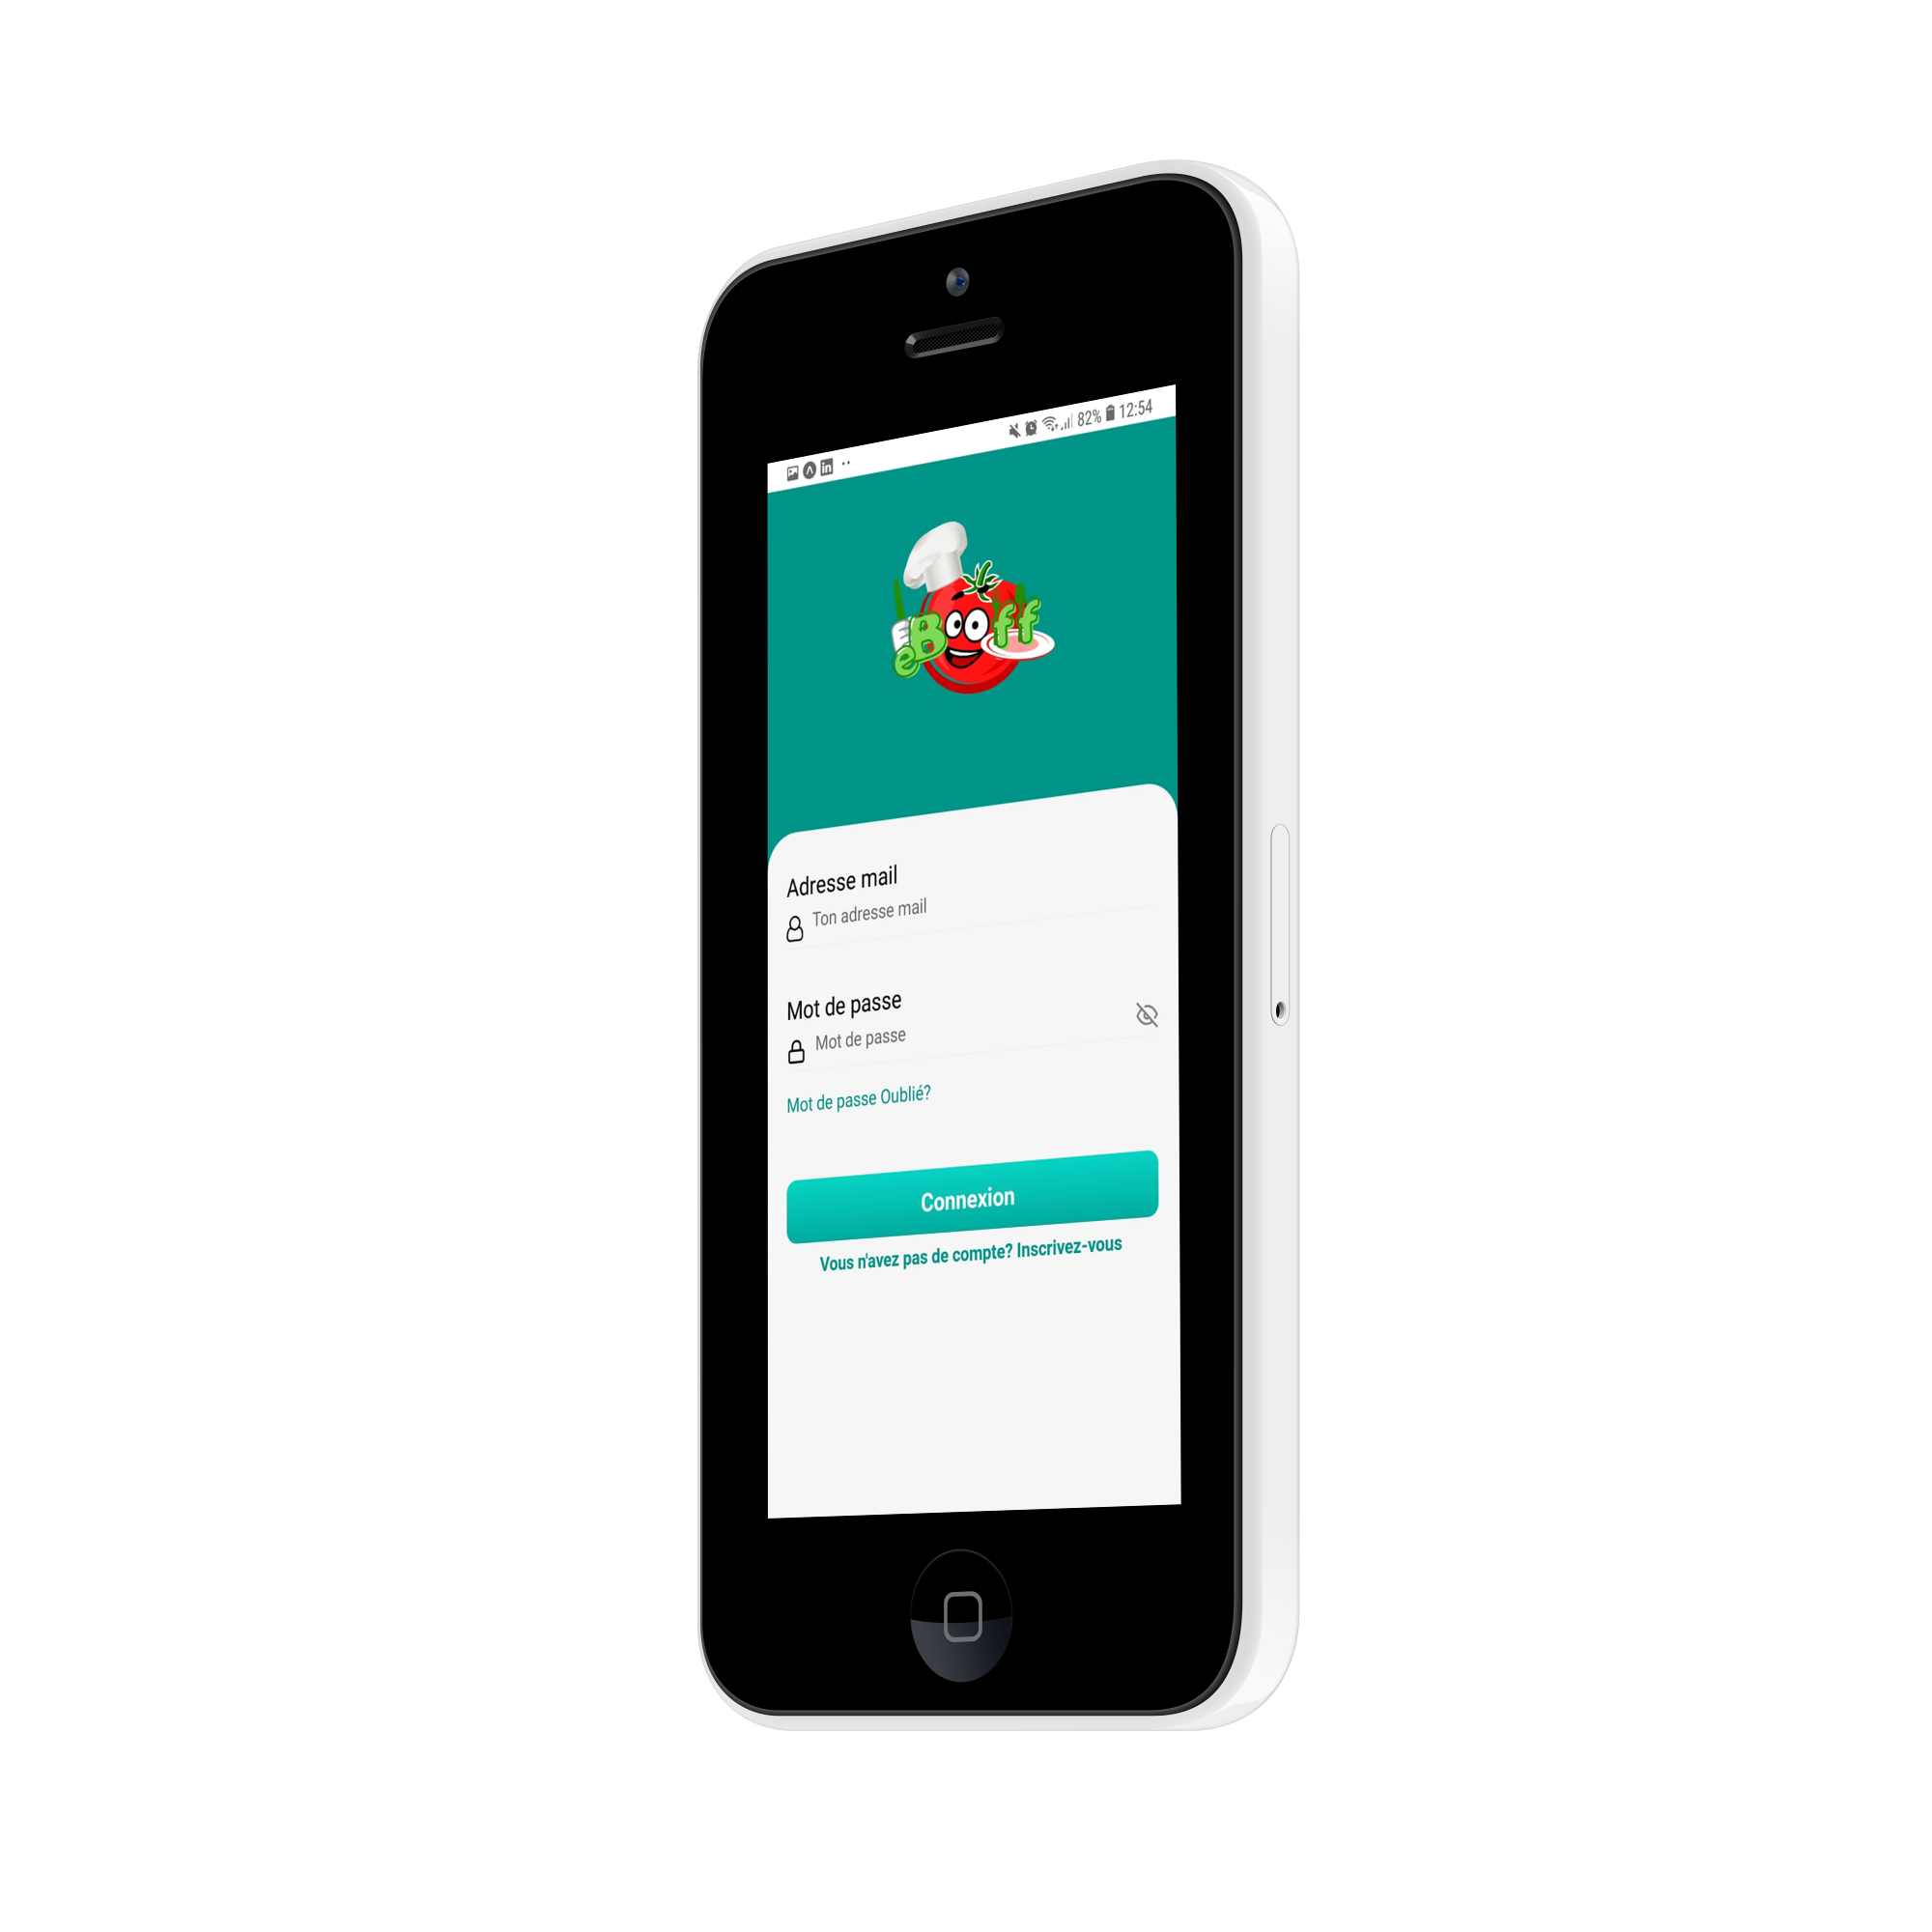 in
82% 12:54
eBooff
Adresse mail
Ton adresse mail
Mot de passe
Mot de passe
Mot de passe Oublié?
Connexion
Vous n'avez pas de compte? Inscrivez-vous